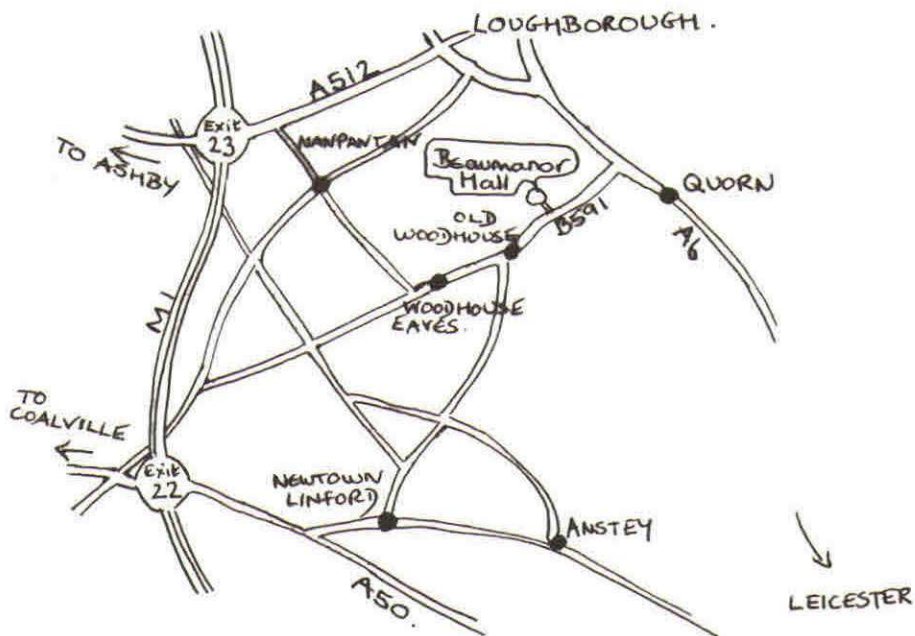 LOUGHBOROUGH.
A512
Exit
23
NANPANTAN
TO ASHBY
Beaumanor
Hall
QUORN
OLD
WOODHOUSE
B591
A6
M1
WOODHOUSE
EAVES.
TO
COALVILLE
Exit
22
NEWTOWN
LINFORD
ANSTEY
A50.
LEICESTER